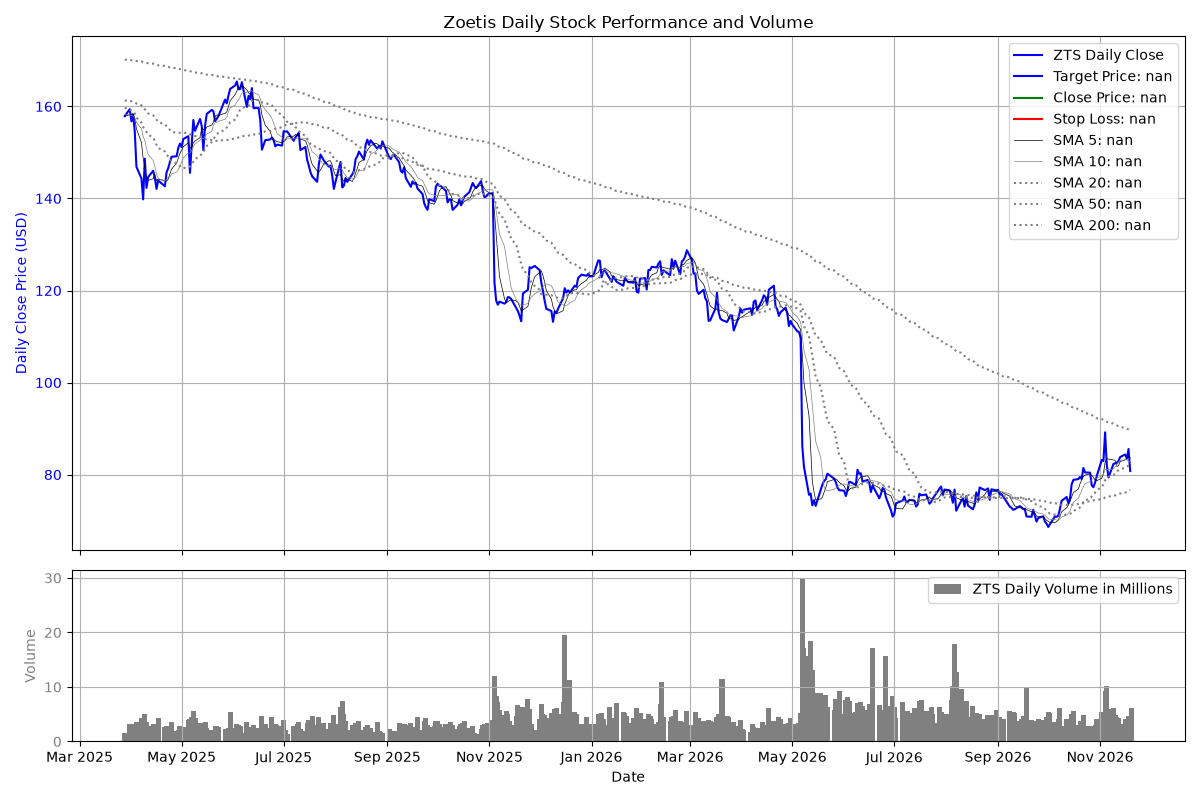 Zoetis Daily Stock Performance and Volume
Daily Close Price (USD)
160
140
120
100
80
ZTS Daily Close
Target Price: nan
Close Price: nan
Stop Loss: nan
SMA 5: nan
SMA 10: nan
SMA 20: nan
SMA 50: nan
SMA 200: nan
Volume
30
20
10
0
ZTS Daily Volume in Millions
Mar 2025 May 2025 Jul 2025 Sep 2025 Nov 2025 Jan 2026 Mar 2026 May 2026 Jul 2026 Sep 2026 Nov 2026
Date